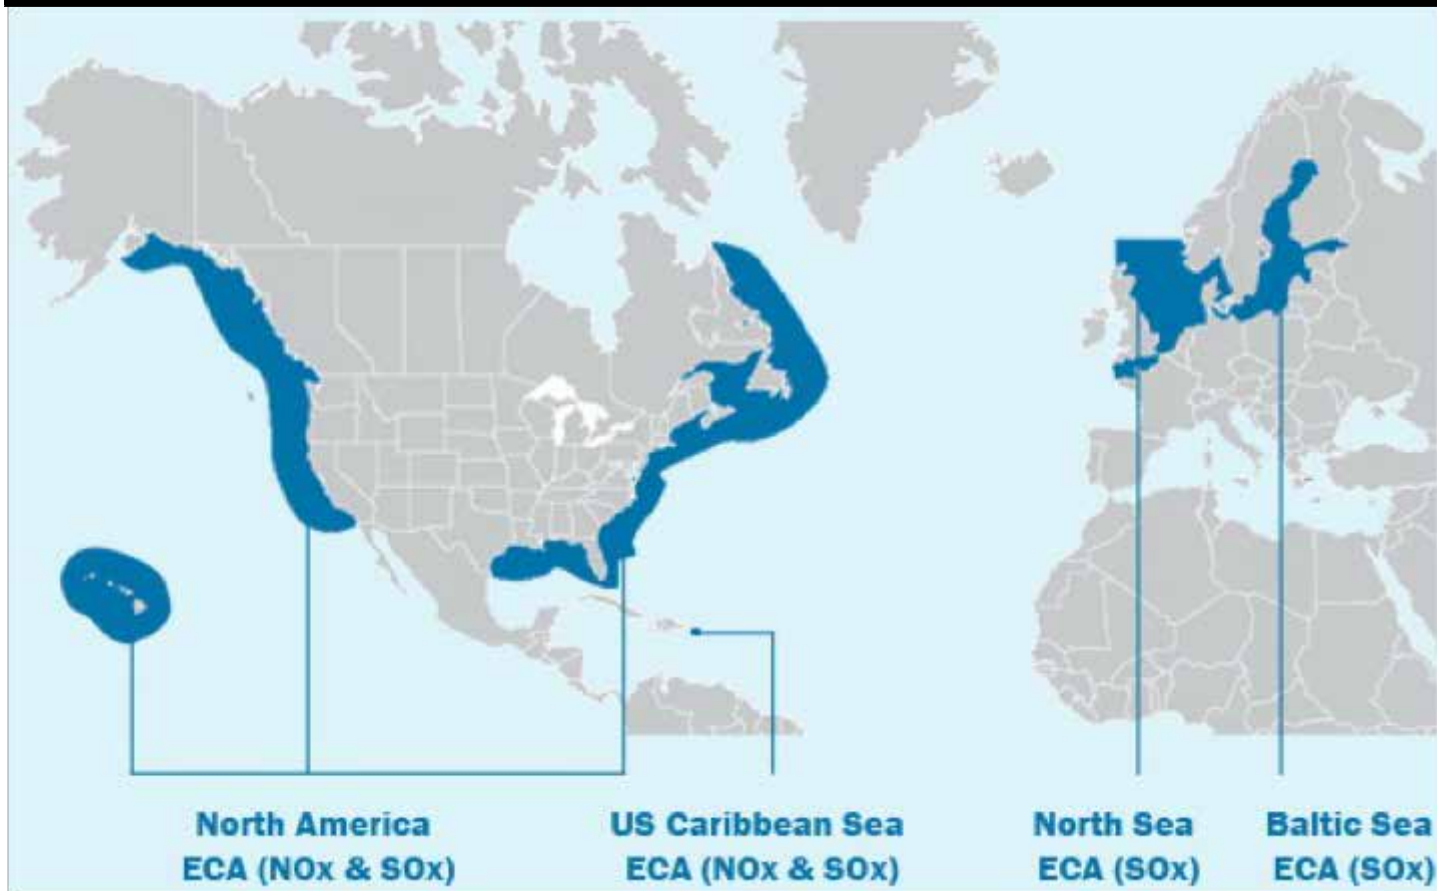 North America
ECA (NOx & SOx)
US Caribbean Sea
ECA (NOx & SOx)
North Sea
ECA (SOx)
Baltic Sea
ECA (SOx)